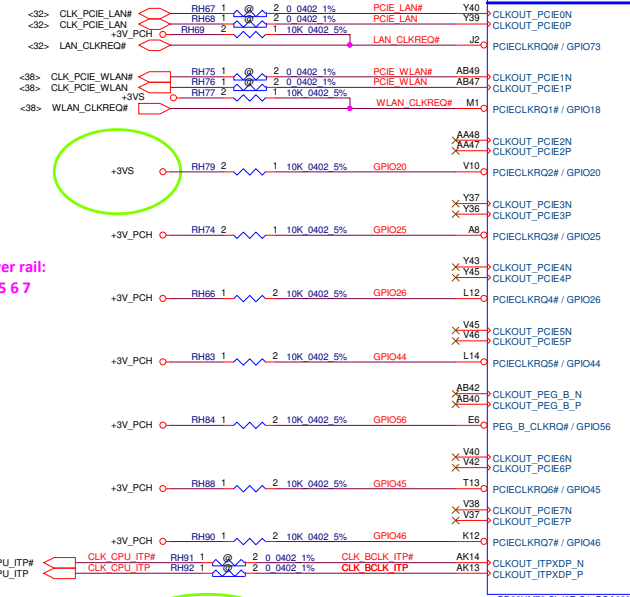 <32> CLK_PCIE_LAN# RH67 1 @ 2 0_0402_1% PCIE_LAN# Y40 CLKOUT_PCIE0N
<32> CLK_PCIE_LAN RH68 1 @ 2 0_0402_1% PCIE_LAN Y39 CLKOUT_PCIE0P
+3V_PCH RH69 2 1 10K_0402_5%
<32> LAN_CLKREQ# LAN_CLKREQ# J2 PCIECLKRQ0# / GPIO73
<38> CLK_PCIE_WLAN# RH75 1 @ 2 0_0402_1% PCIE_WLAN# AB49 CLKOUT_PCIE1N
<38> CLK_PCIE_WLAN RH76 1 @ 2 0_0402_1% PCIE_WLAN AB47 CLKOUT_PCIE1P
+3VS RH77 2 1 10K_0402_5%
<38> WLAN_CLKREQ# WLAN_CLKREQ# M1 PCIECLKRQ1# / GPIO18
AA48 CLKOUT_PCIE2N
AA47 CLKOUT_PCIE2P
+3VS RH79 2 1 10K_0402_5% GPIO20 V10 PCIECLKRQ2# / GPIO20
Y37 CLKOUT_PCIE3N
Y36 CLKOUT_PCIE3P
+3V_PCH RH74 2 1 10K_0402_5% GPIO25 A8 PCIECLKRQ3# / GPIO25
er rail:
5 6 7
Y43 CLKOUT_PCIE4N
Y45 CLKOUT_PCIE4P
+3V_PCH RH66 1 2 10K_0402_5% GPIO26 L12 PCIECLKRQ4# / GPIO26
V45 CLKOUT_PCIE5N
V46 CLKOUT_PCIE5P
+3V_PCH RH83 1 2 10K_0402_5% GPIO44 L14 PCIECLKRQ5# / GPIO44
AB42 CLKOUT_PEG_B_N
AB40 CLKOUT_PEG_B_P
+3V_PCH RH84 1 2 10K_0402_5% GPIO56 E6 PEG_B_CLKRQ# / GPIO56
V40 CLKOUT_PCIE6N
V42 CLKOUT_PCIE6P
+3V_PCH RH88 1 2 10K_0402_5% GPIO45 T13 PCIECLKRQ6# / GPIO45
V38 CLKOUT_PCIE7N
V37 CLKOUT_PCIE7P
+3V_PCH RH90 1 2 10K_0402_5% GPIO46 K12 PCIECLKRQ7# / GPIO46
PU_ITP# CLK_CPU_ITP# RH91 1 @ 2 0_0402_1% CLK_BCLK_ITP# AK14 CLKOUT_ITPXDP_N
PU_ITP CLK_CPU_ITP RH92 1 @ 2 0_0402_1% CLK_BCLK_ITP AK13 CLKOUT_ITPXDP_P